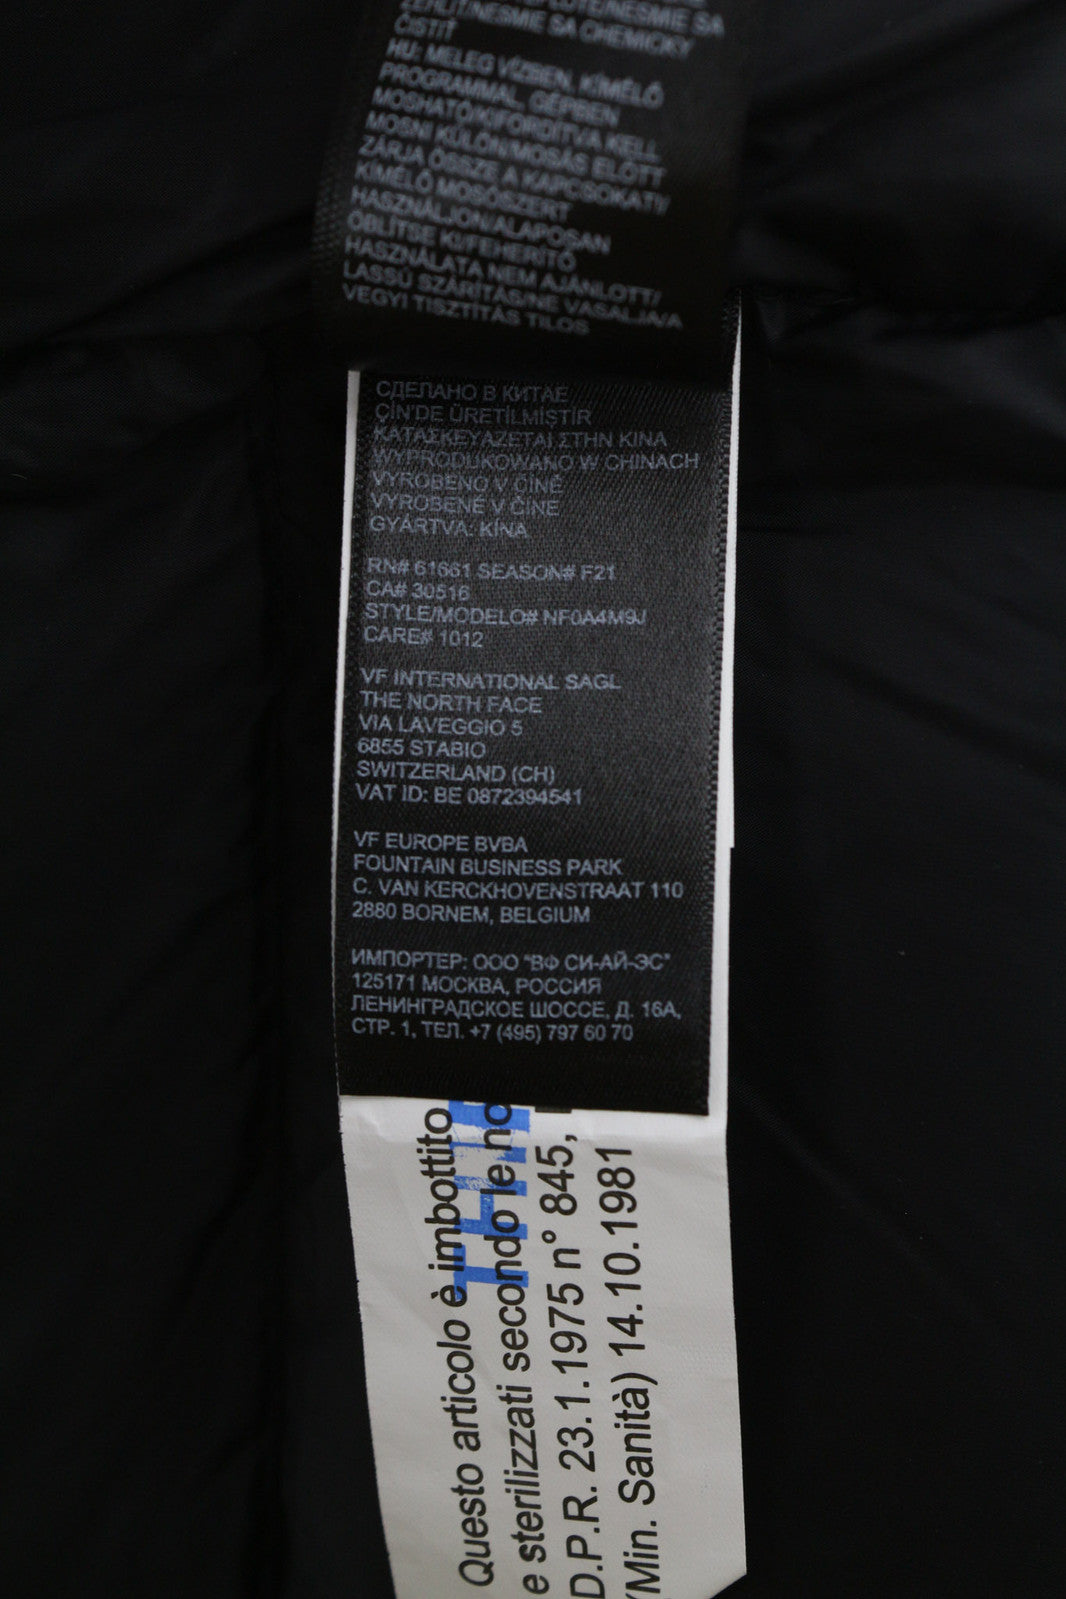 ZERLIT/NESMIE SA CHEMICKY
ČISTIŤ
HU: MELEG VÍZBEN, KÍMÉLŐ
PROGRAMMAL, GÉPBEN
MOSHATÓ/KIFORDÍTVA KELL
MOSNI KÜLÖN/MOSÁS ELŐTT
ZÁRJA ÖSSZE A KAPCSOKAT/
KÍMÉLŐ MOSÓSZERT
HASZNÁLJON/ALAPOSAN
ÖBLÍTSE KI/FEHÉRÍTŐ
HASZNÁLATA NEM AJÁNLOTT/
LASSÚ SZÁRÍTÁS/NE VASALJA/A
VEGYI TISZTÍTÁS TILOS
СДЕЛАНО В КИТАЕ
ÇİN'DE ÜRETİLMİŞTİR
ΚΑΤΑΣΚΕΥΑΖΕΤΑΙ ΣΤΗΝ ΚΙΝΑ
WYPRODUKOWANO W CHINACH
VYROBENO V ČÍNĚ
VYROBENÉ V ČÍNE
GYÁRTVA: KÍNA
RN# 61661 SEASON# F21
CA# 30516
STYLE/MODELO# NF0A4M9J
CARE# 1012
VF INTERNATIONAL SAGL
THE NORTH FACE
VIA LAVEGGIO 5
6855 STABIO
SWITZERLAND (CH)
VAT ID: BE 0872394541
VF EUROPE BVBA
FOUNTAIN BUSINESS PARK
C. VAN KERCKHOVENSTRAAT 110
2880 BORNEM, BELGIUM
ИМПОРТЕР: ООО "ВФ СИ-АЙ-ЭС"
125171 МОСКВА, РОССИЯ
ЛЕНИНГРАДСКОЕ ШОССЕ, Д. 16А,
СТР. 1, ТЕЛ. +7 (495) 797 60 70
Questo articolo è imbottito
e sterilizzati secondo le no
D.P.R. 23.1.1975 n° 845,
(Min. Sanità) 14.10.1981